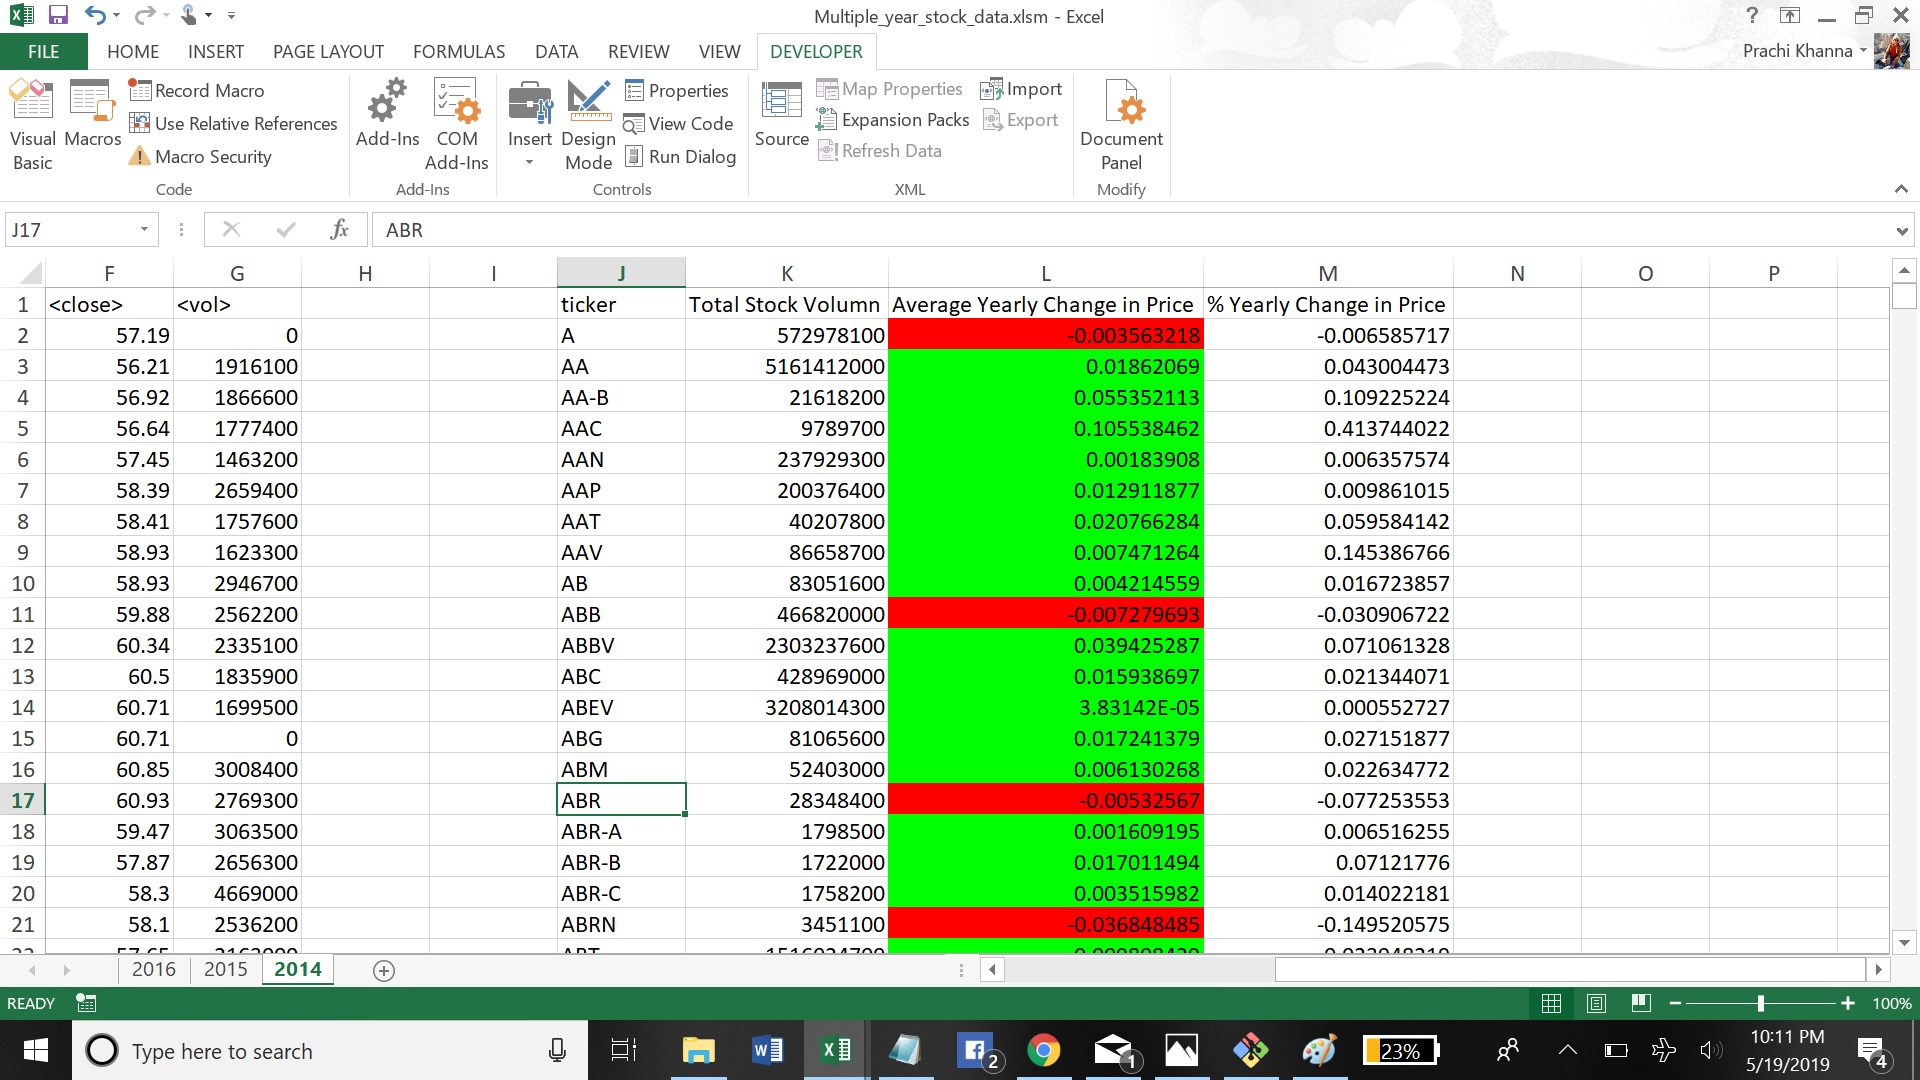 Multiple_year_stock_data.xlsm - Excel
?
FILE HOME INSERT PAGE LAYOUT FORMULAS DATA REVIEW VIEW DEVELOPER Prachi Khanna
Visual Basic
Macros
Record Macro
Use Relative References
Macro Security
Code
Add-Ins
COM Add-Ins
Add-Ins
Insert
Design Mode
Properties
View Code
Run Dialog
Controls
Source
Map Properties
Expansion Packs
Refresh Data
Import
Export
XML
Document Panel
Modify
J17 fx ABR
F G H I J K L M N O P
1 <close> <vol> ticker Total Stock Volumn Average Yearly Change in Price % Yearly Change in Price
2 57.19 0 A 572978100 -0.003563218 -0.006585717
3 56.21 1916100 AA 5161412000 0.01862069 0.043004473
4 56.92 1866600 AA-B 21618200 0.055352113 0.109225224
5 56.64 1777400 AAC 9789700 0.105538462 0.413744022
6 57.45 1463200 AAN 237929300 0.00183908 0.006357574
7 58.39 2659400 AAP 200376400 0.012911877 0.009861015
8 58.41 1757600 AAT 40207800 0.020766284 0.059584142
9 58.93 1623300 AAV 86658700 0.007471264 0.145386766
10 58.93 2946700 AB 83051600 0.004214559 0.016723857
11 59.88 2562200 ABB 466820000 -0.007279693 -0.030906722
12 60.34 2335100 ABBV 2303237600 0.039425287 0.071061328
13 60.5 1835900 ABC 428969000 0.015938697 0.021344071
14 60.71 1699500 ABEV 3208014300 3.83142E-05 0.000552727
15 60.71 0 ABG 81065600 0.017241379 0.027151877
16 60.85 3008400 ABM 52403000 0.006130268 0.022634772
17 60.93 2769300 ABR 28348400 -0.00532567 -0.077253553
18 59.47 3063500 ABR-A 1798500 0.001609195 0.006516255
19 57.87 2656300 ABR-B 1722000 0.017011494 0.07121776
20 58.3 4669000 ABR-C 1758200 0.003515982 0.014022181
21 58.1 2536200 ABRN 3451100 -0.036848485 -0.149520575
2016 2015 2014
READY 100%
Type here to search
2
1
23%
10:11 PM
5/19/2019
4